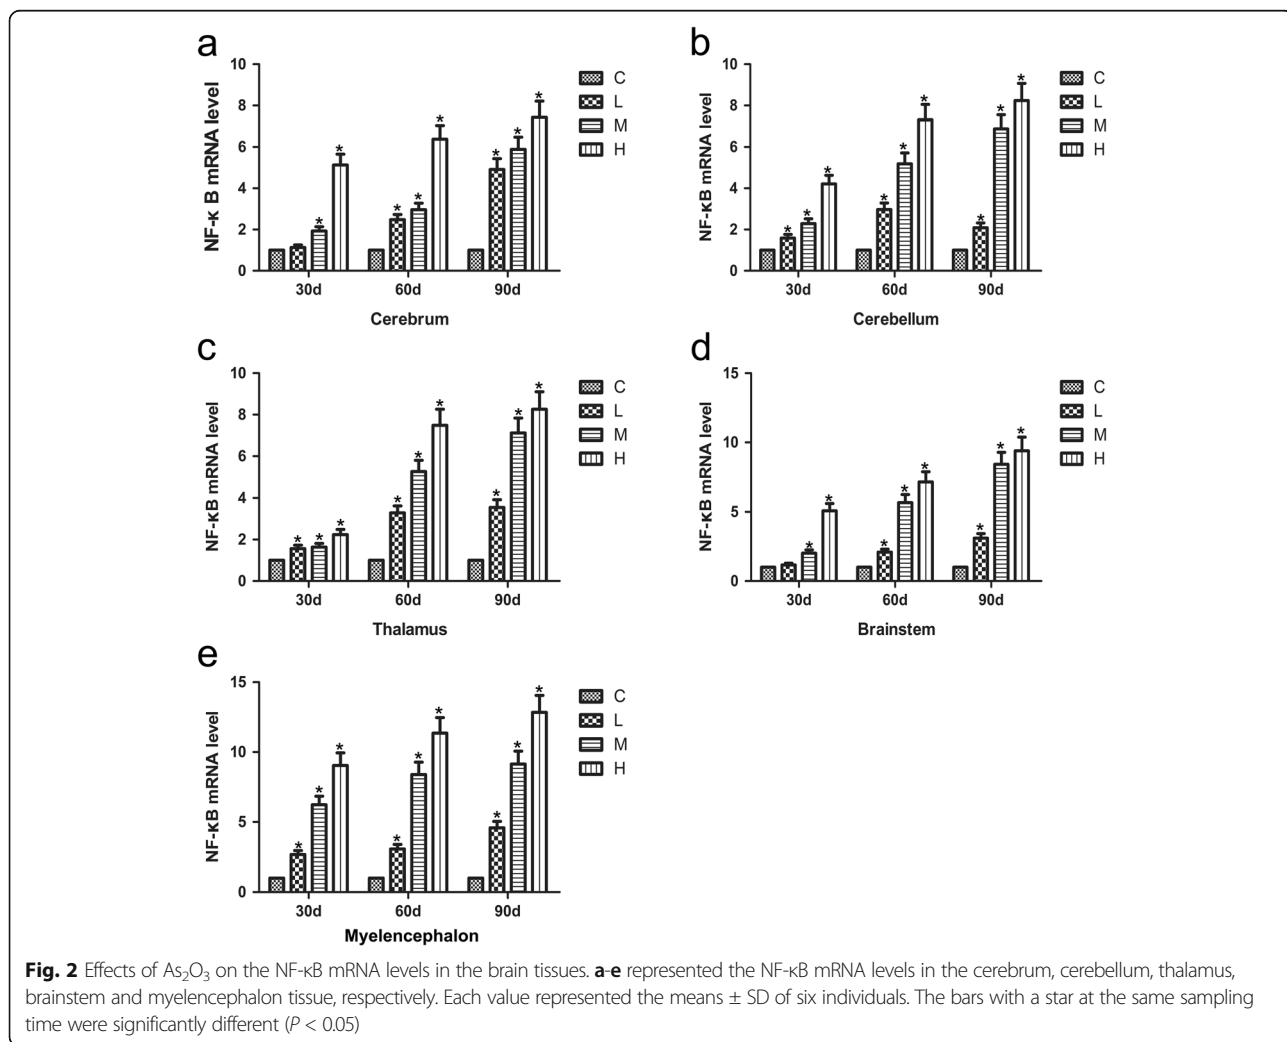 a
10
8
6
4
2
0
NF-κ B mRNA level
30d 60d 90d
Cerebrum
C
L
M
H
* * * * * * * *
b
10
8
6
4
2
0
NF-κB mRNA level
30d 60d 90d
Cerebellum
C
L
M
H
* * * * * * * * *
c
10
8
6
4
2
0
NF-κB mRNA level
30d 60d 90d
Thalamus
C
L
M
H
* * * * * * * * *
d
15
10
5
0
NF-κB mRNA level
30d 60d 90d
Brainstem
C
L
M
H
* * * * * * * *
e
15
10
5
0
NF-κB mRNA level
30d 60d 90d
Myelencephalon
C
L
M
H
* * * * * * * * *
Fig. 2 Effects of As₂O₃ on the NF-κB mRNA levels in the brain tissues. a-e represented the NF-κB mRNA levels in the cerebrum, cerebellum, thalamus,
brainstem and myelencephalon tissue, respectively. Each value represented the means ± SD of six individuals. The bars with a star at the same sampling
time were significantly different (P < 0.05)